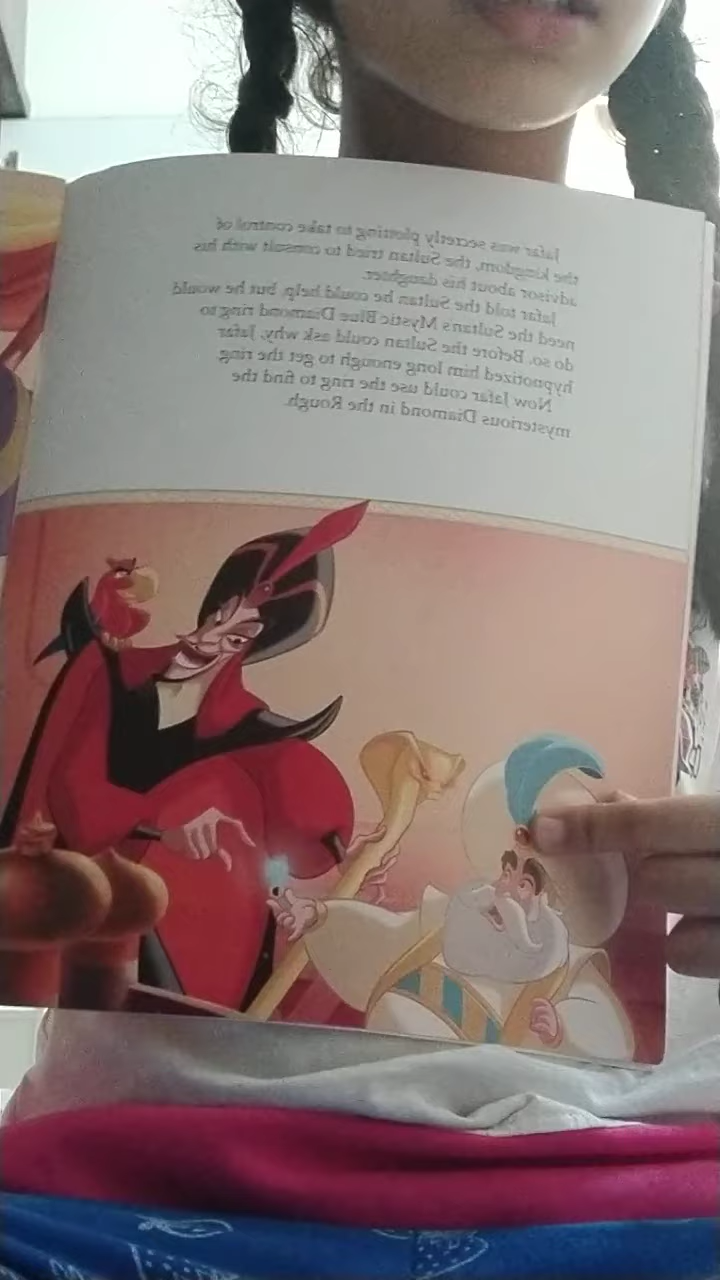 Jafar was secretly plotting to take control of
the kingdom, the Sultan tried to consult with his
advisor about his daughter.
Jafar told the Sultan he could help, but he would
need the Sultan's Mystic Blue Diamond ring to
do so. Before the Sultan could ask why, Jafar
hypnotized him long enough to get the ring.
Now Jafar could use the ring to find the
mysterious Diamond in the Rough.